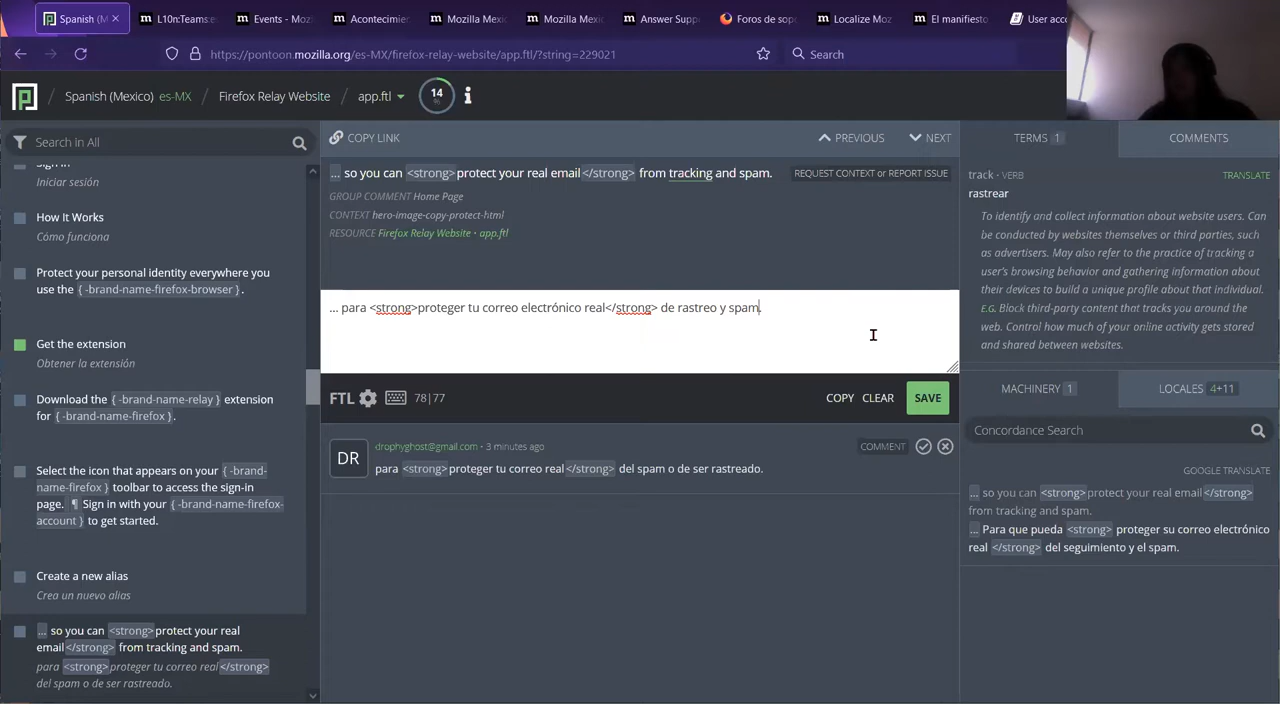 Spanish (M
L10n:Teams:es
Events - Moz
Acontecimien
Mozilla Mexic
Mozilla Mexic
Answer Suppo
Foros de sopo
Localize Moz
El manifiesto
User acco
https://pontoon.mozilla.org/es-MX/firefox-relay-website/app.ftl/?string=229021
Search
/ Spanish (Mexico) es-MX / Firefox Relay Website / app.ftl
14
%
Search in All
COPY LINK
PREVIOUS
NEXT
TERMS 1
COMMENTS
Sign In
Iniciar sesión
How It Works
Cómo funciona
Protect your personal identity everywhere you
use the { -brand-name-firefox-browser }.
Get the extension
Obtener la extensión
Download the { -brand-name-relay } extension
for { -brand-name-firefox }.
Select the icon that appears on your { -brand-
name-firefox } toolbar to access the sign-in
page. ¶ Sign in with your { -brand-name-firefox-
account } to get started.
Create a new alias
Crea un nuevo alias
... so you can <strong>protect your real
email</strong> from tracking and spam.
para <strong>proteger tu correo real</strong>
del spam o de ser rastreado.
... so you can <strong>protect your real email</strong> from tracking and spam.
REQUEST CONTEXT or REPORT ISSUE
GROUP COMMENT Home Page
CONTEXT hero-image-copy-protect-html
RESOURCE Firefox Relay Website • app.ftl
... para <strong>proteger tu correo electrónico real</strong> de rastreo y spam.
FTL
78|77
COPY CLEAR SAVE
DR
drophyghost@gmail.com • 3 minutes ago
COMMENT
para <strong>proteger tu correo real</strong> del spam o de ser rastreado.
track • VERB
TRANSLATE
rastrear
To identify and collect information about website users. Can
be conducted by websites themselves or third parties, such
as advertisers. May also refer to the practice of tracking a
user's browsing behavior and gathering information about
their devices to build a unique profile about that individual.
E.G. Block third-party content that tracks you around the
web. Control how much of your online activity gets stored
and shared between websites.
MACHINERY 1
LOCALES 4+11
Concordance Search
GOOGLE TRANSLATE
... so you can <strong>protect your real email</strong>
from tracking and spam.
... Para que pueda <strong> proteger su correo electrónico
real </strong> del seguimiento y el spam.